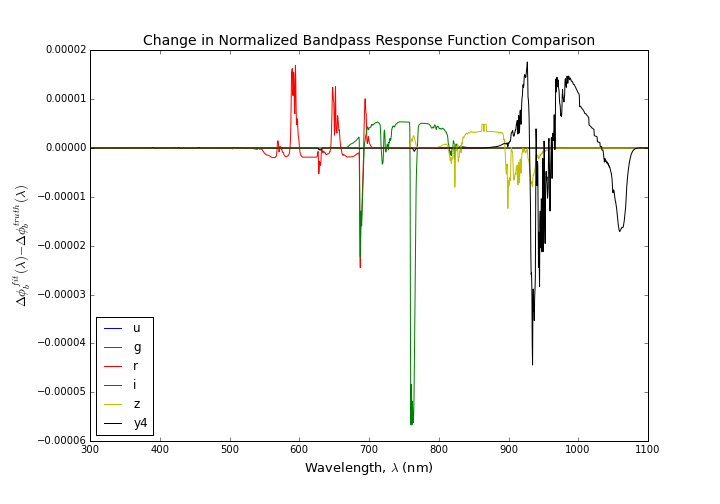 Change in Normalized Bandpass Response Function Comparison
0.00002
0.00001
0.00000
−0.00001
−0.00002
−0.00003
−0.00004
−0.00005
−0.00006
Δϕ_b^{fit}(λ)−Δϕ_b^{truth}(λ)
u
g
r
i
z
y4
300 400 500 600 700 800 900 1000 1100
Wavelength, λ (nm)